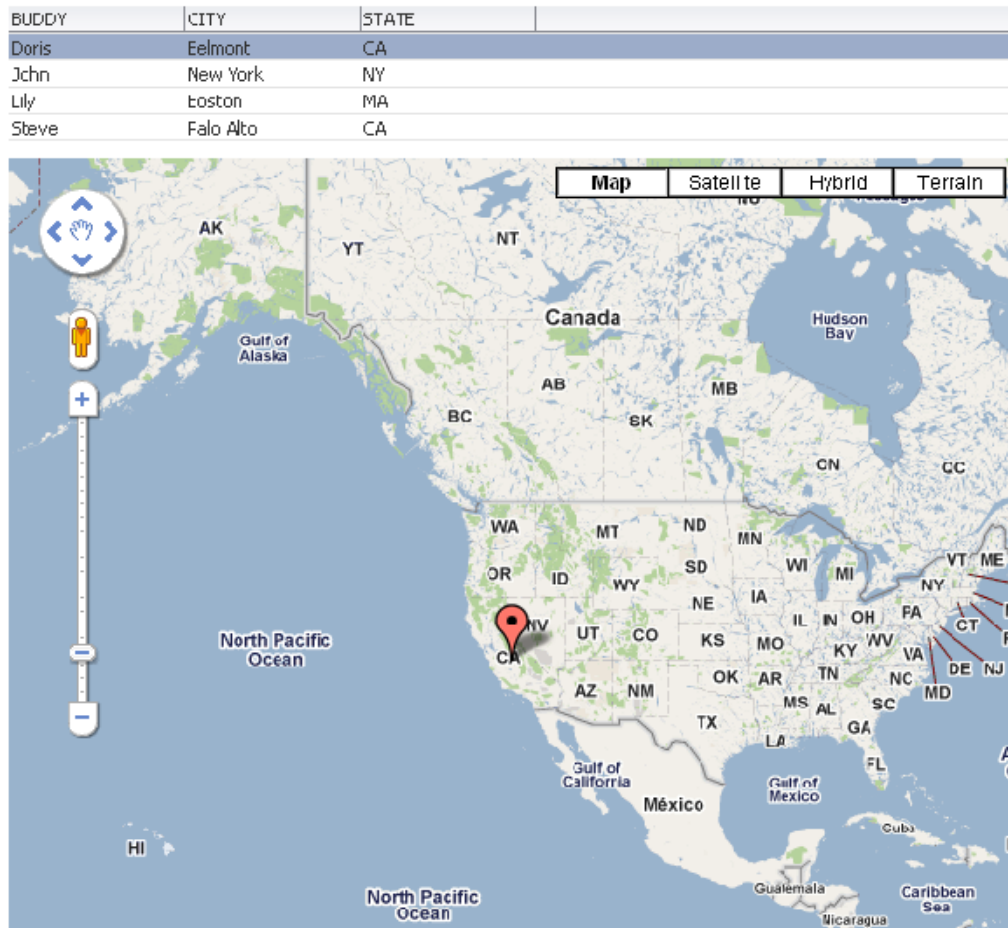 BUDDY CITY STATE
Doris Eelmont CA
Jchn New York NY
Lily Eoston MA
Steve Falo Alto CA
Map Satellite Hybrid Terrain
AK
YT
NT
NU
Passages
Canada
Hudson
Bay
Gulf of
Alaska
AB
MB
BC
SK
ON
CC
WA
MT
ND
MN
VT ME
OR
ID
SD
WI
MI
NY
WY
NE
IA
PA
CT
NV
UT
CO
IL IN OH
KS
MO
KY
WV
VA
DE NJ
MD
North Pacific
Ocean
CA
AZ NM
OK AR
TN
NC
MS AL
SC
TX
GA
LA
FL
Gulf of
California
Gulf of
Mexico
México
Cuba
HI
Guatemala
Caribbean
Sea
North Pacific
Ocean
Nicaragua